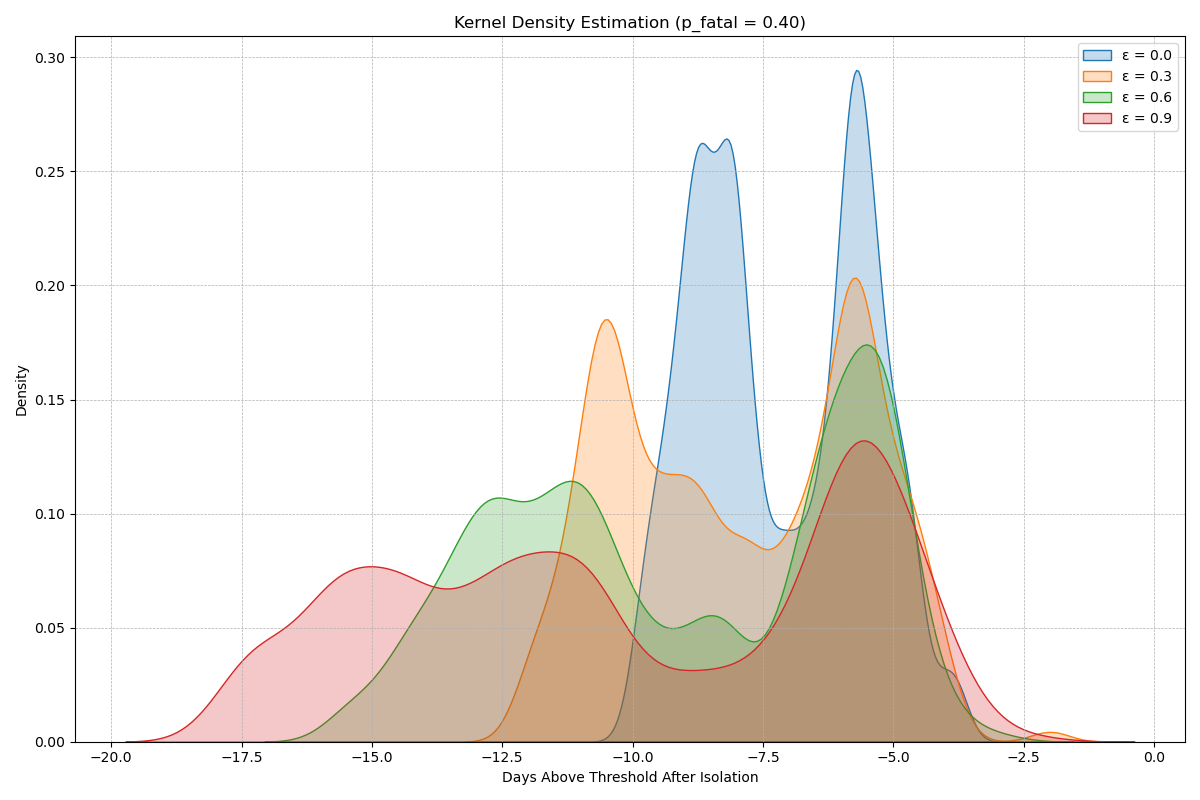 Kernel Density Estimation (p_fatal = 0.40)
ε = 0.0
ε = 0.3
ε = 0.6
ε = 0.9
0.30
0.25
0.20
0.15
0.10
0.05
0.00
Density
−20.0 −17.5 −15.0 −12.5 −10.0 −7.5 −5.0 −2.5 0.0
Days Above Threshold After Isolation